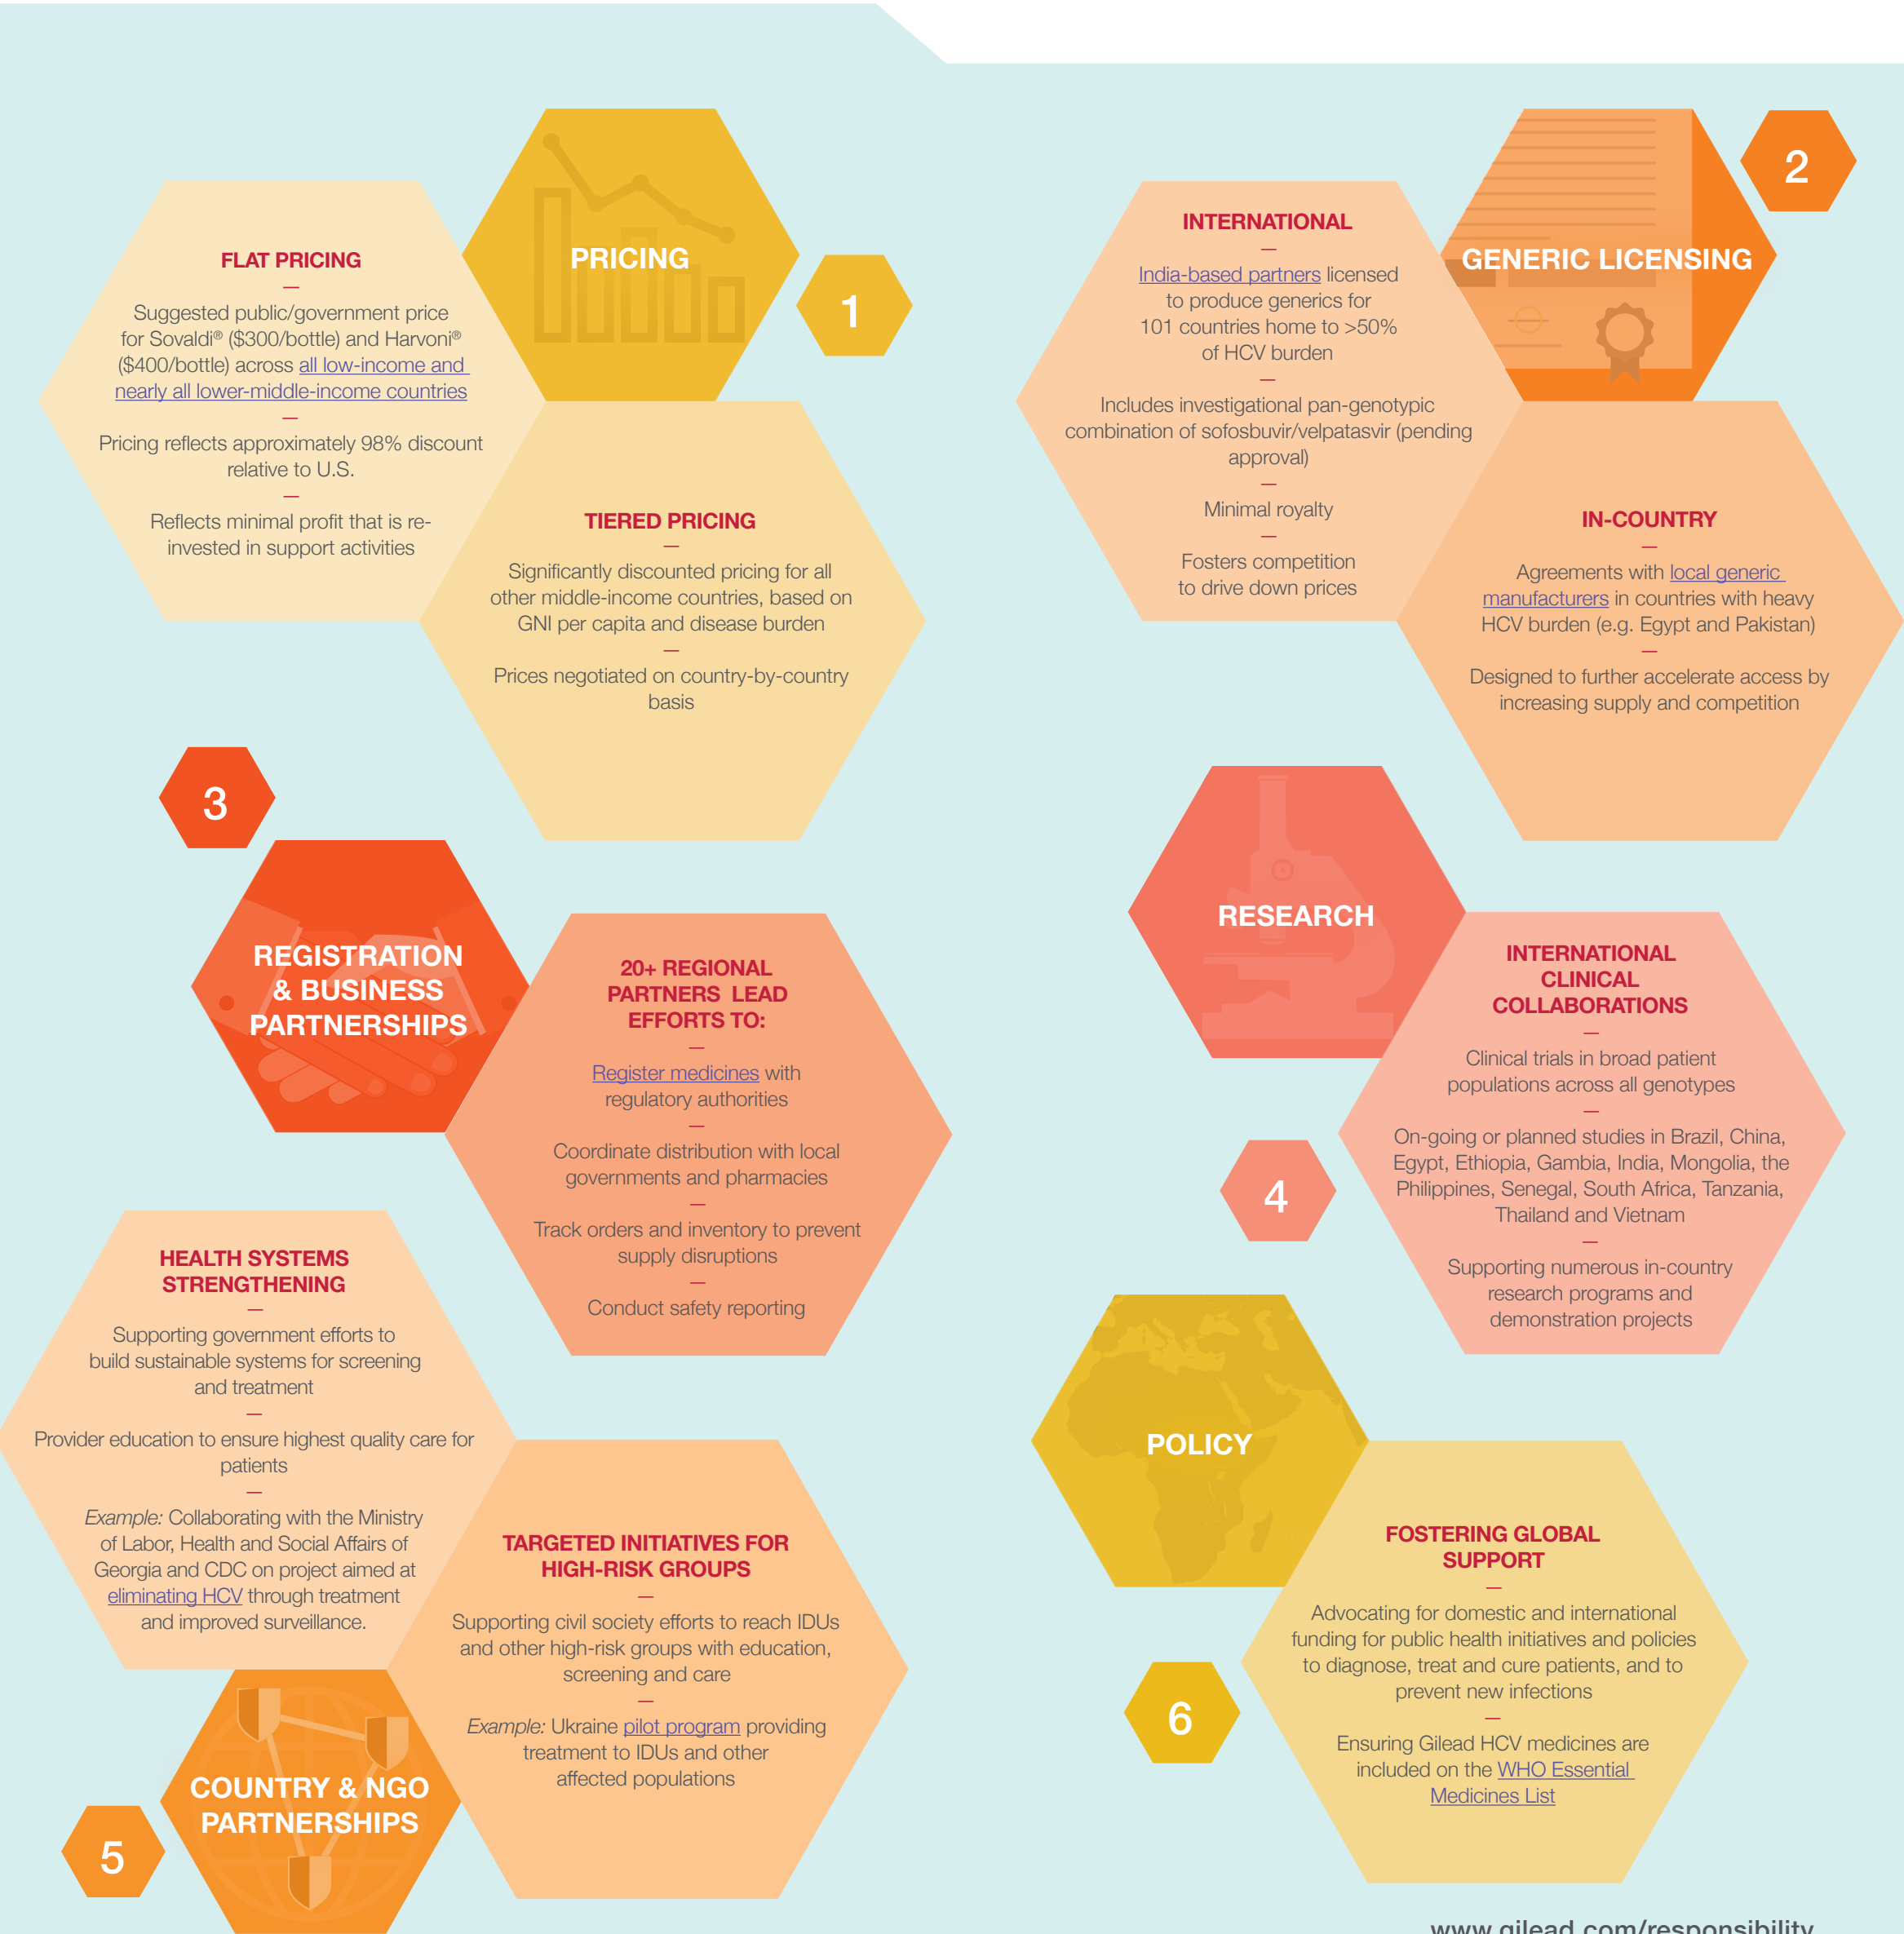 PRICING
1
FLAT PRICING
—
Suggested public/government price
for Sovaldi® ($300/bottle) and Harvoni®
($400/bottle) across all low-income and
nearly all lower-middle-income countries
—
Pricing reflects approximately 98% discount
relative to U.S.
—
Reflects minimal profit that is re-
invested in support activities
TIERED PRICING
—
Significantly discounted pricing for all
other middle-income countries, based on
GNI per capita and disease burden
—
Prices negotiated on country-by-country
basis
2
GENERIC LICENSING
INTERNATIONAL
—
India-based partners licensed
to produce generics for
101 countries home to >50%
of HCV burden
—
Includes investigational pan-genotypic
combination of sofosbuvir/velpatasvir (pending
approval)
—
Minimal royalty
—
Fosters competition
to drive down prices
IN-COUNTRY
—
Agreements with local generic
manufacturers in countries with heavy
HCV burden (e.g. Egypt and Pakistan)
—
Designed to further accelerate access by
increasing supply and competition
3
REGISTRATION
& BUSINESS
PARTNERSHIPS
20+ REGIONAL
PARTNERS LEAD
EFFORTS TO:
—
Register medicines with
regulatory authorities
—
Coordinate distribution with local
governments and pharmacies
—
Track orders and inventory to prevent
supply disruptions
—
Conduct safety reporting
RESEARCH
4
INTERNATIONAL
CLINICAL
COLLABORATIONS
—
Clinical trials in broad patient
populations across all genotypes
—
On-going or planned studies in Brazil, China,
Egypt, Ethiopia, Gambia, India, Mongolia, the
Philippines, Senegal, South Africa, Tanzania,
Thailand and Vietnam
—
Supporting numerous in-country
research programs and
demonstration projects
HEALTH SYSTEMS
STRENGTHENING
—
Supporting government efforts to
build sustainable systems for screening
and treatment
—
Provider education to ensure highest quality care for
patients
—
Example: Collaborating with the Ministry
of Labor, Health and Social Affairs of
Georgia and CDC on project aimed at
eliminating HCV through treatment
and improved surveillance.
TARGETED INITIATIVES FOR
HIGH-RISK GROUPS
—
Supporting civil society efforts to reach IDUs
and other high-risk groups with education,
screening and care
—
Example: Ukraine pilot program providing
treatment to IDUs and other
affected populations
COUNTRY & NGO
PARTNERSHIPS
5
POLICY
6
FOSTERING GLOBAL
SUPPORT
—
Advocating for domestic and international
funding for public health initiatives and policies
to diagnose, treat and cure patients, and to
prevent new infections
—
Ensuring Gilead HCV medicines are
included on the WHO Essential
Medicines List
www.gilead.com/responsibility